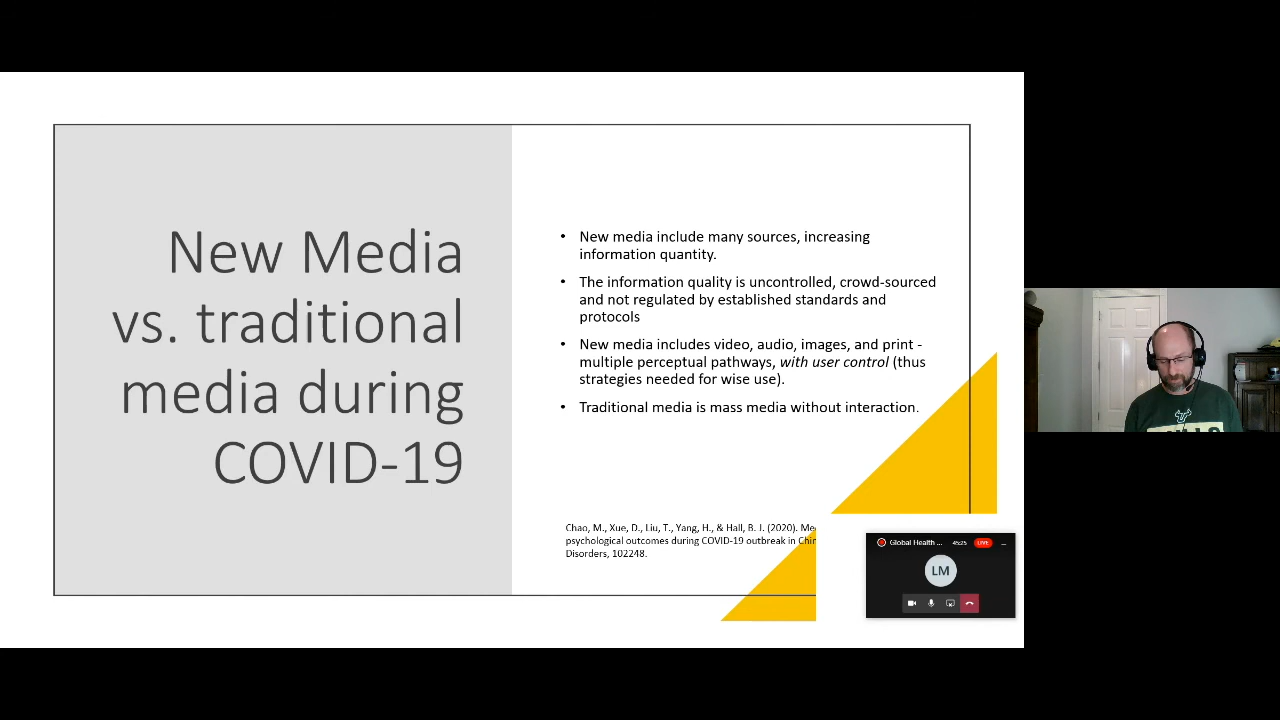 New Media
vs. traditional
media during
COVID-19
• New media include many sources, increasing
information quantity.
• The information quality is uncontrolled, crowd-sourced
and not regulated by established standards and
protocols
• New media includes video, audio, images, and print -
multiple perceptual pathways, with user control (thus
strategies needed for wise use).
• Traditional media is mass media without interaction.
Chao, M., Xue, D., Liu, T., Yang, H., & Hall, B. J. (2020).
psychological outcomes during COVID-19 outbreak in
Disorders, 102248.
Global Health ... 45:25 LIVE ...
LM